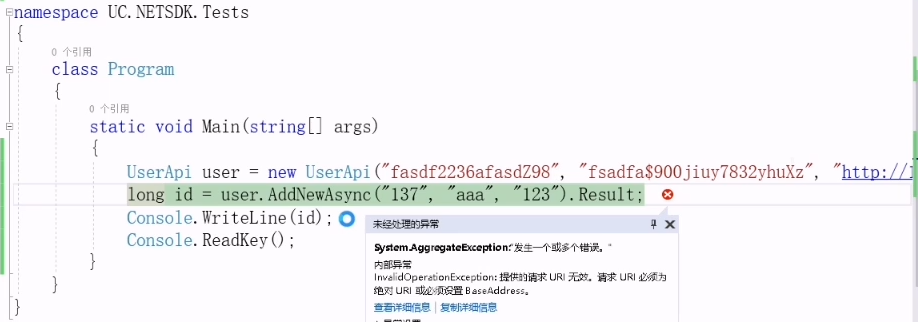 namespace UC.NETSDK.Tests
{
0 个引用
class Program
{
0 个引用
static void Main(string[] args)
{
UserApi user = new UserApi("fasdf2236afasdZ98", "fsadfa$900jiuy7832yhuXz", "http://l
long id = user.AddNewAsync("137", "aaa", "123").Result;
Console.WriteLine(id);
Console.ReadKey();
}
}
}
未经处理的异常
System.AggregateException:"发生一个或多个错误。"
内部异常
InvalidOperationException: 提供的请求 URI 无效。请求 URI 必须为
绝对 URI 或必须设置 BaseAddress。
查看详细信息 | 复制详细信息
异常设置